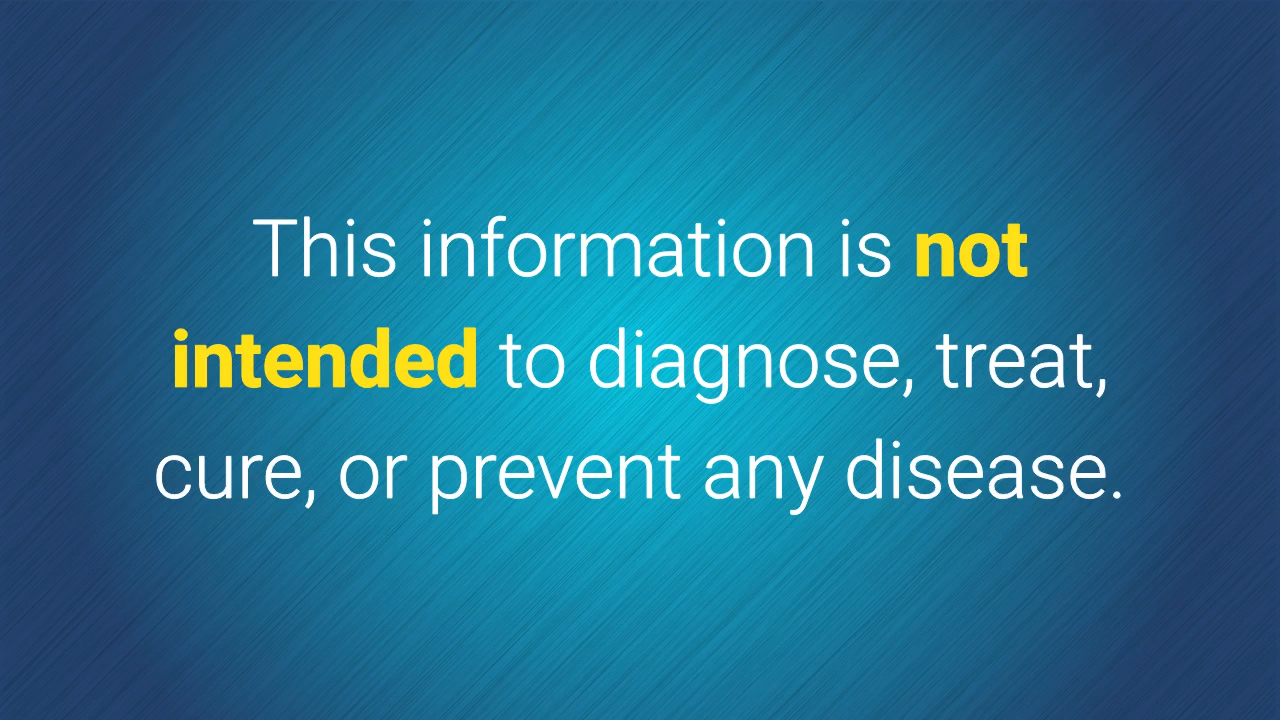 This information is not
intended to diagnose, treat,
cure, or prevent any disease.